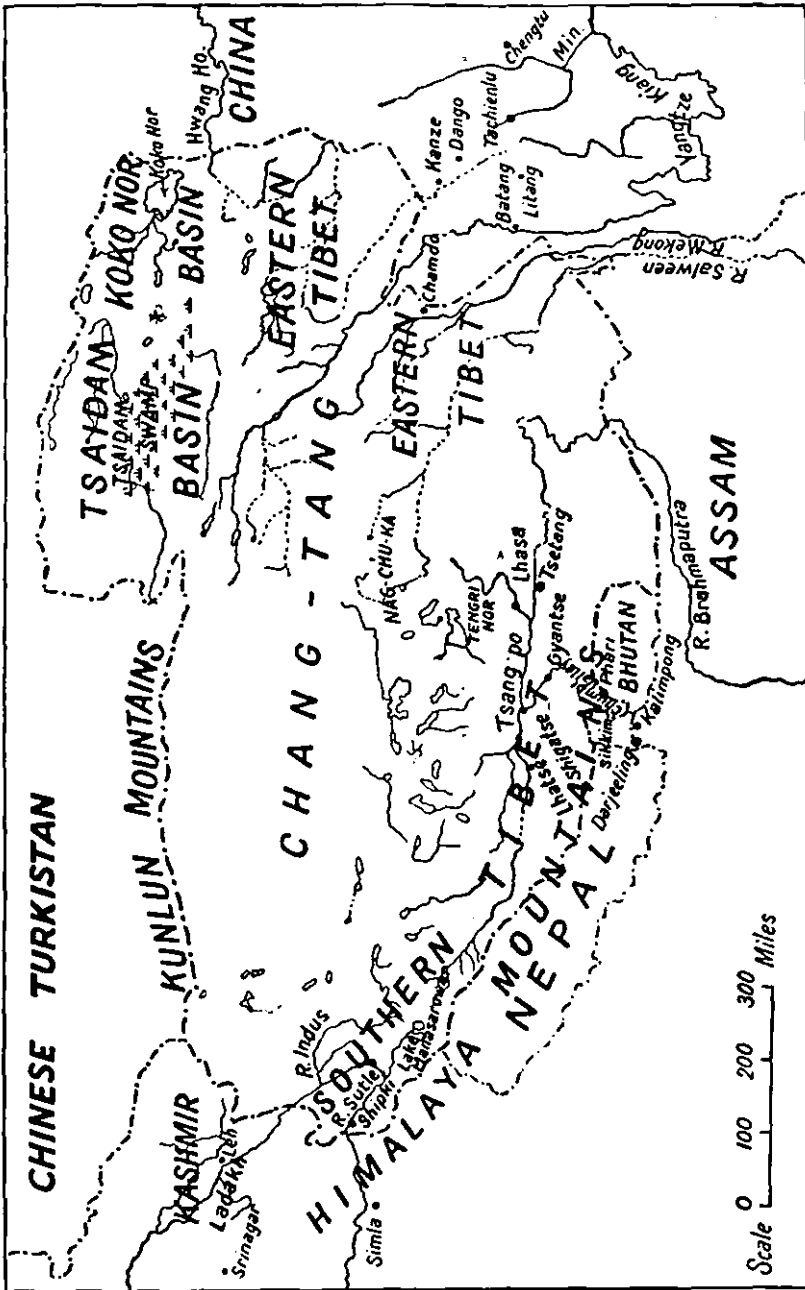 CHINESE TURKISTAN
KUNLUN MOUNTAINS
TSAIDAM
TSAIDANG
SWAMP
BASIN
KOKO NOR
Koko Nor
BASIN
Hwang Ho.
CHINA
KASHMIR
Ladakh
Leh
Srinagar
R. Indus
CHANG-TANG
EASTERN
TIBET
Kanze
Dango
Chengtu
Min.
Tachienlu
Batang
Litang
Kiang
Yangtze
Chamdo
EASTERN
TIBET
R. Mekong
R. Salween
NAG-CHU-KA
TENGRI
NOR
Lhasa
Tsetang
Tsang po
Gyantse
Shigatse
Lhatse
SOUTHERN
TIBET
R. Sutlej
Shipki
Lake
Manasarowar
Simla
HIMALAYA
MOUNTAINS
NEPAL
Sikkim
Phari
BHUTAN
Darjeeling
Kalimpong
R. Brahmaputra
ASSAM
Scale 0 100 200 300 Miles